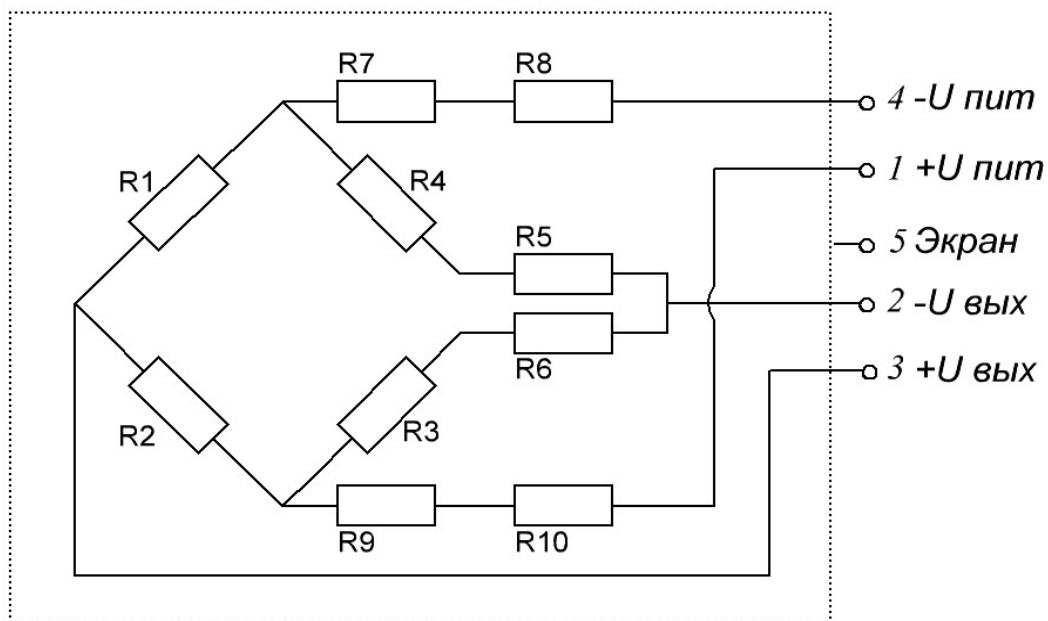 R7
R8
4 -U пит
R1
R4
1 +U пит
R5
5 Экран
2 -U вых
R6
3 +U вых
R2
R3
R9
R10